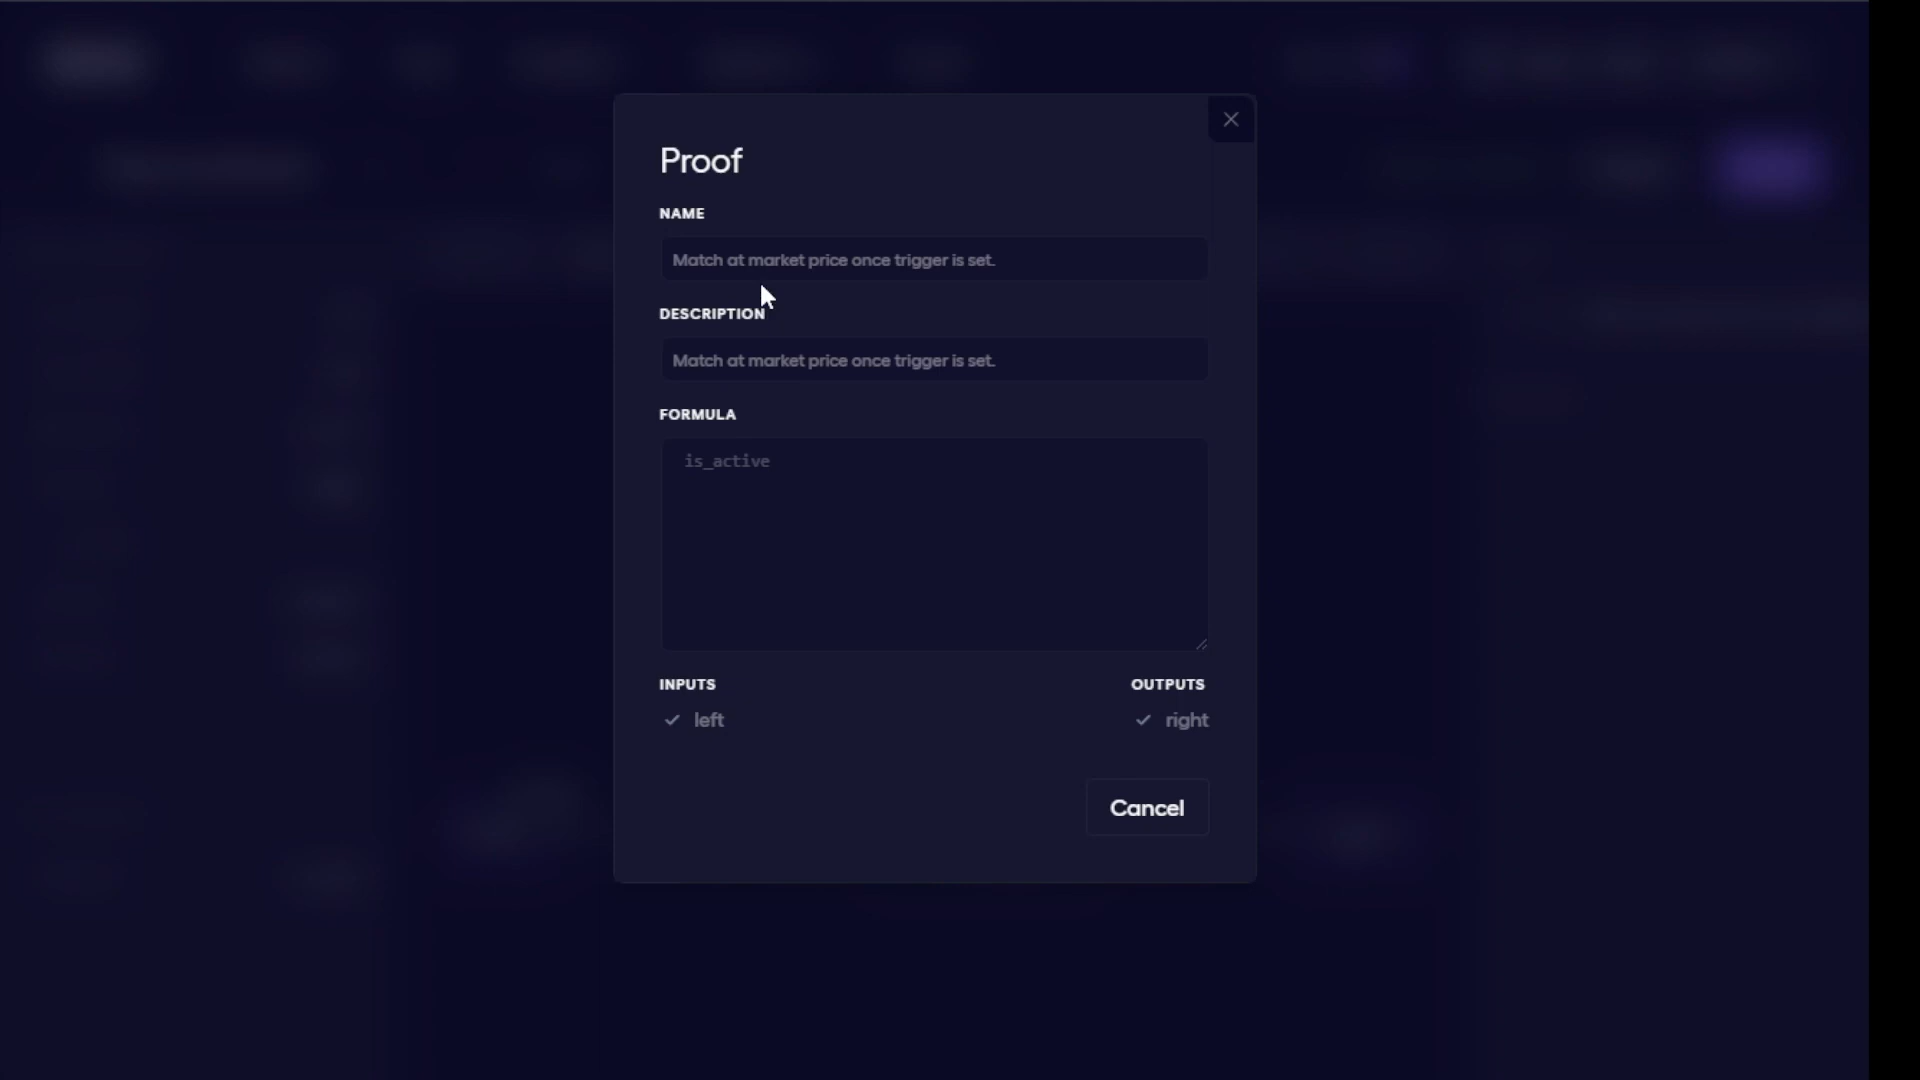 Proof
NAME
Match at market price once trigger is set.
DESCRIPTION
Match at market price once trigger is set.
FORMULA
is_active
INPUTS
OUTPUTS
left
right
Cancel